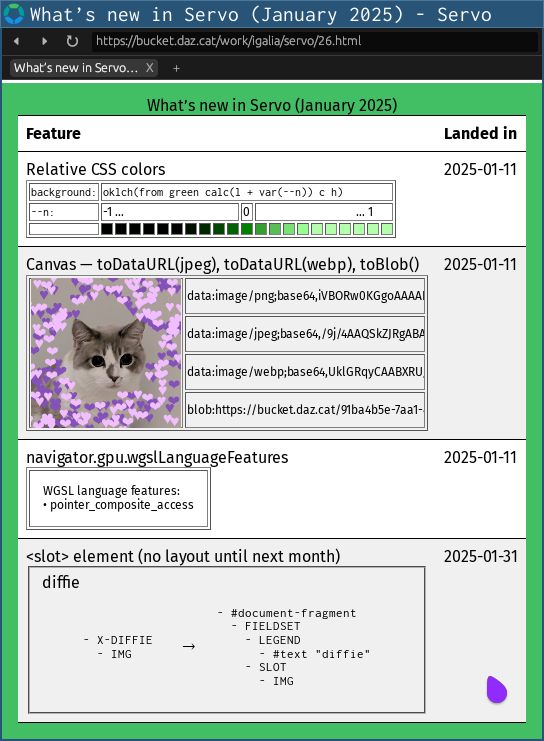 What's new in Servo (January 2025) - Servo
https://bucket.daz.cat/work/igalia/servo/26.html
What's new in Servo… X +
What's new in Servo (January 2025)
Feature Landed in
Relative CSS colors 2025-01-11
background: oklch(from green calc(l + var(--n)) c h)
--n: -1 … 0 … 1
Canvas — toDataURL(jpeg), toDataURL(webp), toBlob() 2025-01-11
data:image/png;base64,iVBORw0KGgoAAAA
data:image/jpeg;base64,/9j/4AAQSkZJRgABA
data:image/webp;base64,UklGRqyCAABXRU
blob:https://bucket.daz.cat/91ba4b5e-7aa1-
navigator.gpu.wgslLanguageFeatures 2025-01-11
WGSL language features:
• pointer_composite_access
<slot> element (no layout until next month) 2025-01-31
diffie
- #document-fragment
- FIELDSET
- X-DIFFIE → - LEGEND
- IMG - #text "diffie"
- SLOT
- IMG